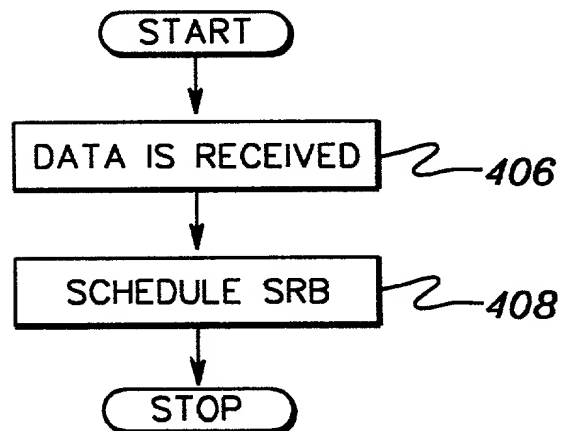 START
DATA IS RECEIVED
406
SCHEDULE SRB
408
STOP